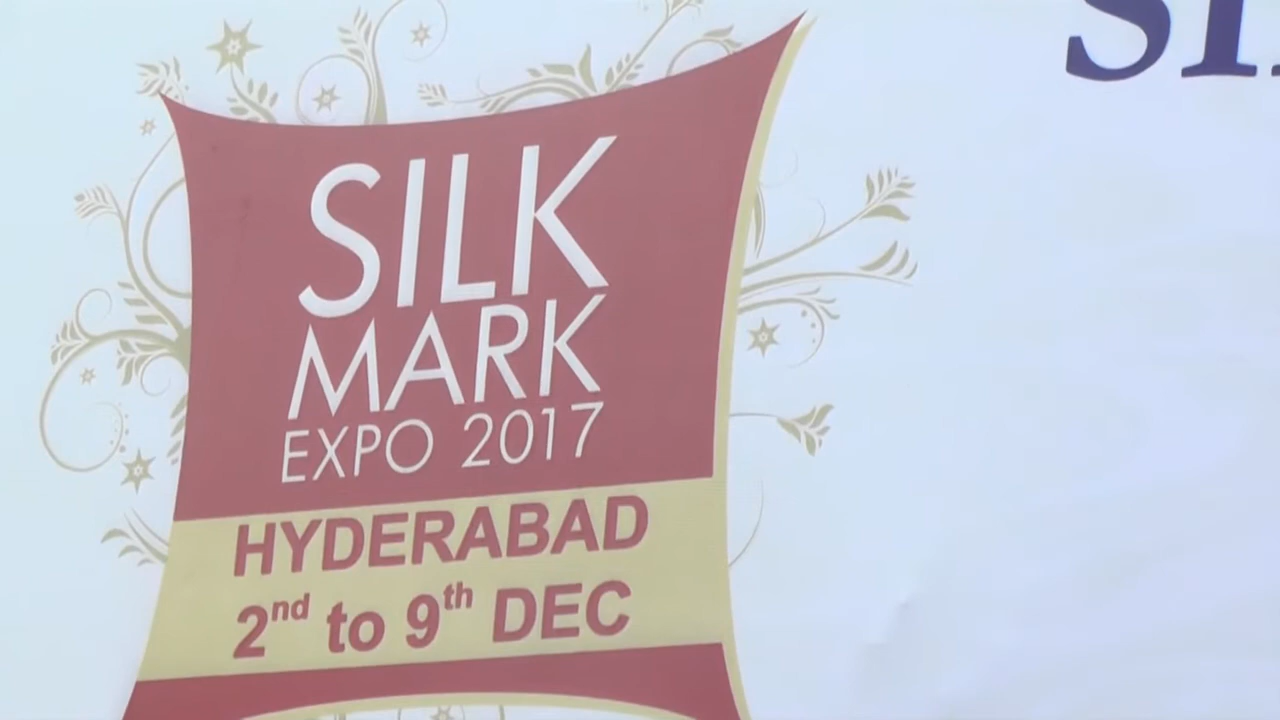 SILK
MARK
EXPO 2017
HYDERABAD
2nd to 9th DEC